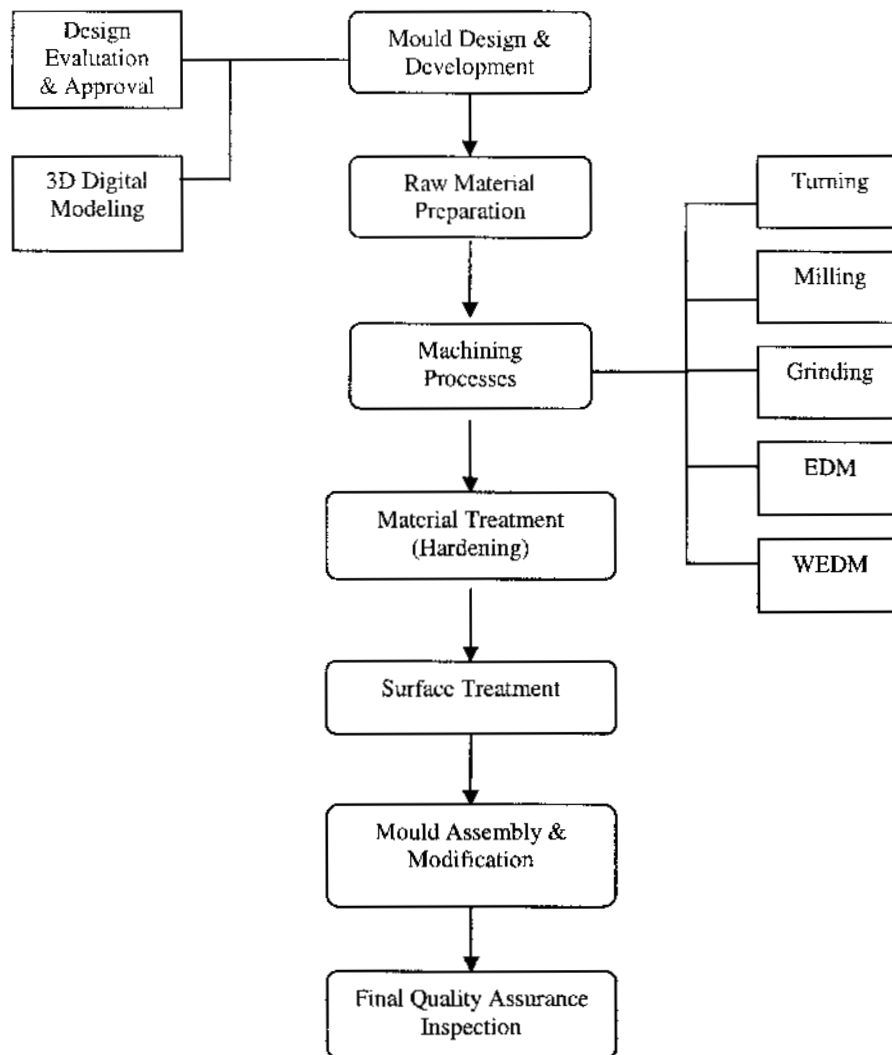 Design
Evaluation
& Approval
Mould Design &
Development
3D Digital
Modeling
Raw Material
Preparation
Turning
Milling
Machining
Processes
Grinding
EDM
Material Treatment
(Hardening)
WEDM
Surface Treatment
Mould Assembly &
Modification
Final Quality Assurance
Inspection